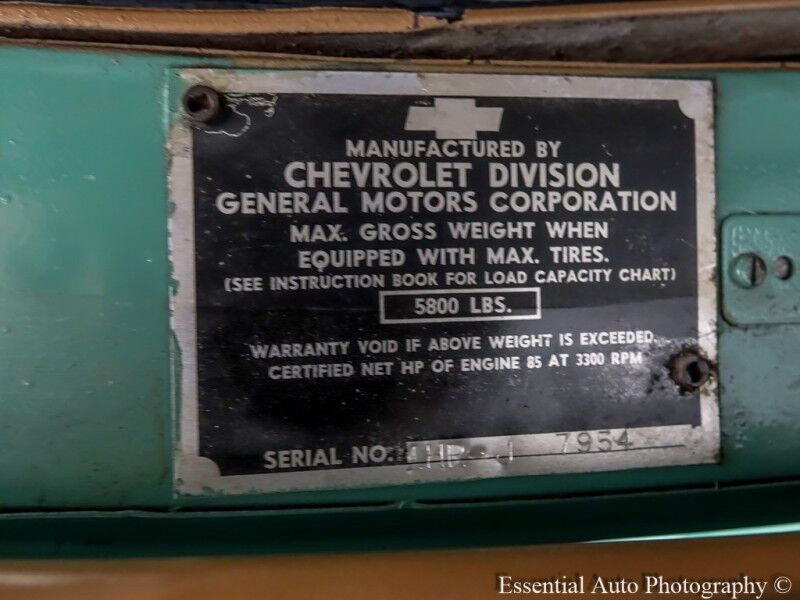 MANUFACTURED BY
CHEVROLET DIVISION
GENERAL MOTORS CORPORATION
MAX. GROSS WEIGHT WHEN
EQUIPPED WITH MAX. TIRES.
(SEE INSTRUCTION BOOK FOR LOAD CAPACITY CHART)
5800 LBS.
WARRANTY VOID IF ABOVE WEIGHT IS EXCEEDED.
CERTIFIED NET HP OF ENGINE 85 AT 3300 RPM
SERIAL NO. 7954
Essential Auto Photography ©